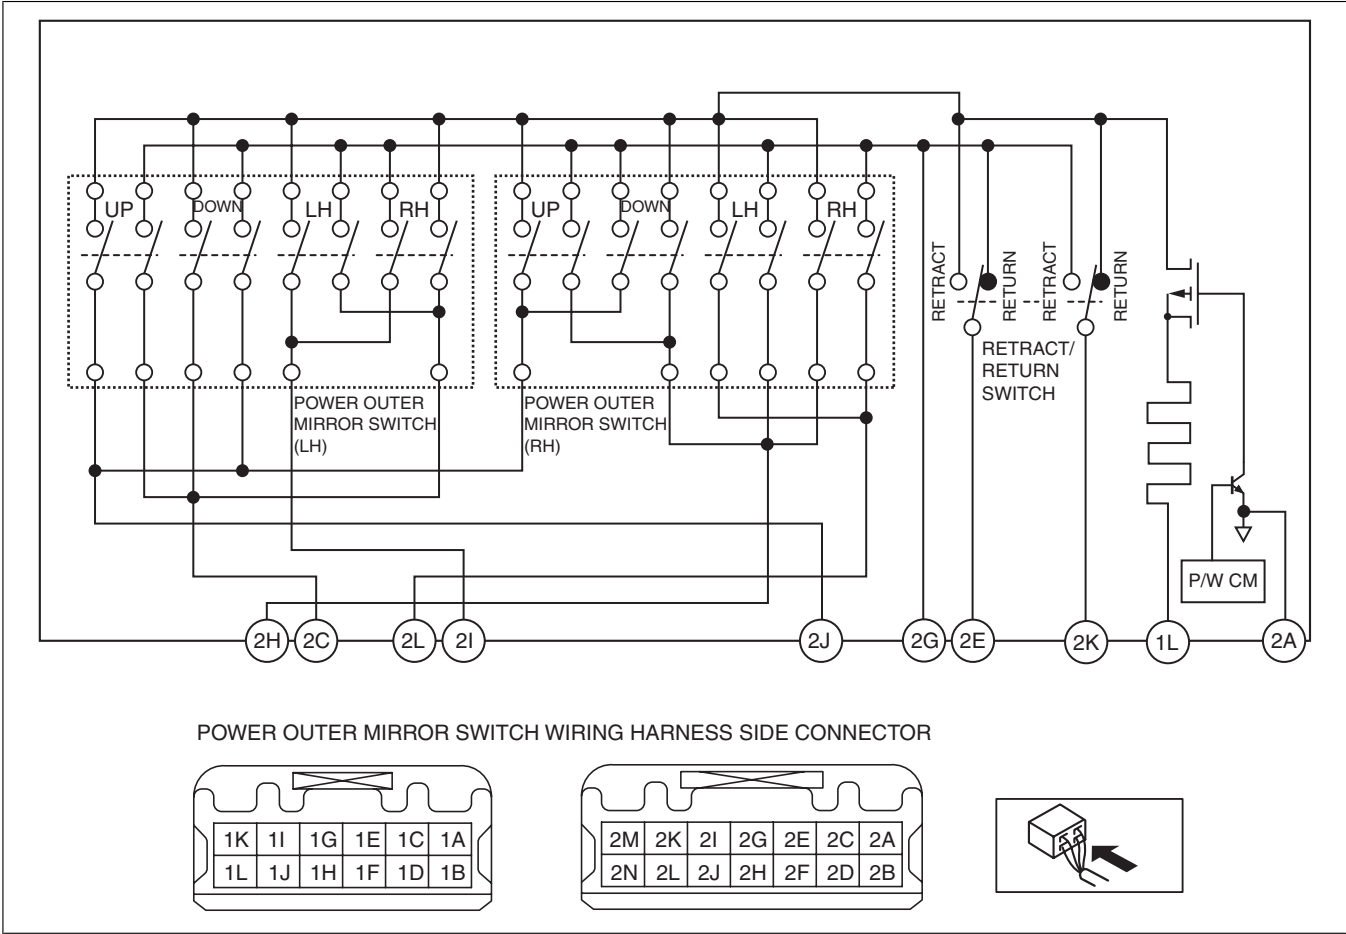 UP DOWN LH RH UP DOWN LH RH
RETRACT RETURN RETRACT RETURN
RETRACT/
RETURN
SWITCH
POWER OUTER
MIRROR SWITCH
(LH)
POWER OUTER
MIRROR SWITCH
(RH)
P/W CM
2H 2C 2L 2I 2J 2G 2E 2K 1L 2A
POWER OUTER MIRROR SWITCH WIRING HARNESS SIDE CONNECTOR
1K 1I 1G 1E 1C 1A
1L 1J 1H 1F 1D 1B
2M 2K 2I 2G 2E 2C 2A
2N 2L 2J 2H 2F 2D 2B